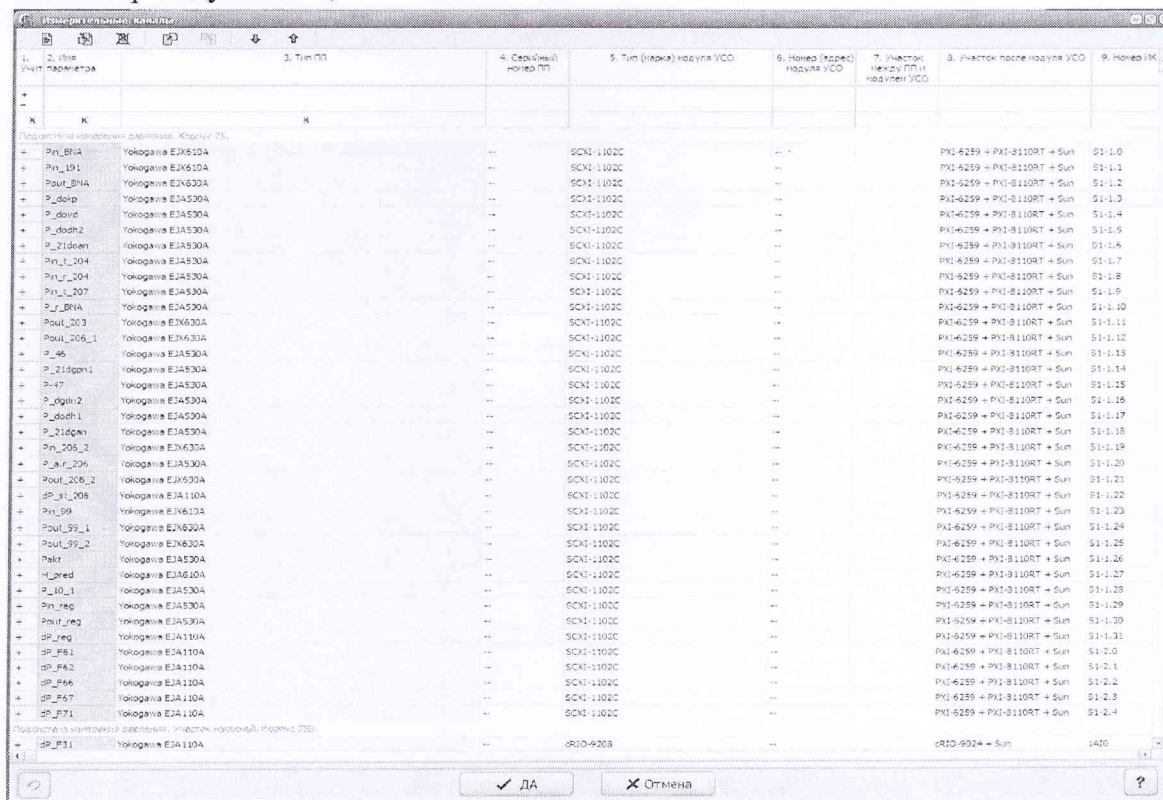 Измерительные каналы
1. Учит 2. Имя параметра 3. Тип ПП 4. Серийный номер ПП 5. Тип (марка) модуля УСО 6. Номер (адрес) модуля УСО 7. Участок между ПП и модулем УСО 8. Участок после модуля УСО 9. Номер ИК
+
–
К К К
Подсистема измерения давления. Корпус 75.
+ Pin_BNA Yokogawa EJX610A -- SCXI-1102C -- PXI-6259 + PXI-8110RT + Sun S1-1.0
+ Pin_191 Yokogawa EJX610A -- SCXI-1102C -- PXI-6259 + PXI-8110RT + Sun S1-1.1
+ Pout_BNA Yokogawa EJX630A -- SCXI-1102C -- PXI-6259 + PXI-8110RT + Sun S1-1.2
+ P_dokp Yokogawa EJA530A -- SCXI-1102C -- PXI-6259 + PXI-8110RT + Sun S1-1.3
+ P_dovd Yokogawa EJA530A -- SCXI-1102C -- PXI-6259 + PXI-8110RT + Sun S1-1.4
+ P_dodh2 Yokogawa EJA530A -- SCXI-1102C -- PXI-6259 + PXI-8110RT + Sun S1-1.5
+ P_21doan Yokogawa EJA530A -- SCXI-1102C -- PXI-6259 + PXI-8110RT + Sun S1-1.6
+ Pin_t_204 Yokogawa EJA530A -- SCXI-1102C -- PXI-6259 + PXI-8110RT + Sun S1-1.7
+ Pin_r_204 Yokogawa EJA530A -- SCXI-1102C -- PXI-6259 + PXI-8110RT + Sun S1-1.8
+ Pin_t_207 Yokogawa EJA530A -- SCXI-1102C -- PXI-6259 + PXI-8110RT + Sun S1-1.9
+ P_r_BNA Yokogawa EJA530A -- SCXI-1102C -- PXI-6259 + PXI-8110RT + Sun S1-1.10
+ Pout_203 Yokogawa EJX630A -- SCXI-1102C -- PXI-6259 + PXI-8110RT + Sun S1-1.11
+ Pout_206_1 Yokogawa EJX630A -- SCXI-1102C -- PXI-6259 + PXI-8110RT + Sun S1-1.12
+ P_46 Yokogawa EJA530A -- SCXI-1102C -- PXI-6259 + PXI-8110RT + Sun S1-1.13
+ P_21dgpn1 Yokogawa EJA530A -- SCXI-1102C -- PXI-6259 + PXI-8110RT + Sun S1-1.14
+ P-47 Yokogawa EJA530A -- SCXI-1102C -- PXI-6259 + PXI-8110RT + Sun S1-1.15
+ Yokogawa EJA530A -- SCXI-1102C -- PXI-6259 + PXI-8110RT + Sun S1-1.16
+ P_dodh1 Yokogawa EJA530A -- SCXI-1102C -- PXI-6259 + PXI-8110RT + Sun S1-1.17
+ P_21dgan Yokogawa EJA530A -- SCXI-1102C -- PXI-6259 + PXI-8110RT + Sun S1-1.18
+ Pin_206_2 Yokogawa EJX630A -- SCXI-1102C -- PXI-6259 + PXI-8110RT + Sun S1-1.19
+ P_a.r_206 Yokogawa EJA530A -- SCXI-1102C -- PXI-6259 + PXI-8110RT + Sun S1-1.20
+ Pout_206_2 Yokogawa EJX630A -- SCXI-1102C -- PXI-6259 + PXI-8110RT + Sun S1-1.21
+ dP_st_206 Yokogawa EJA110A -- SCXI-1102C -- PXI-6259 + PXI-8110RT + Sun S1-1.22
+ Pin_99 Yokogawa EJX610A -- SCXI-1102C -- PXI-6259 + PXI-8110RT + Sun S1-1.23
+ Pout_99_1 Yokogawa EJX630A -- SCXI-1102C -- PXI-6259 + PXI-8110RT + Sun S1-1.24
+ Pout_99_2 Yokogawa EJX630A -- SCXI-1102C -- PXI-6259 + PXI-8110RT + Sun S1-1.25
+ Pakt Yokogawa EJA530A -- SCXI-1102C -- PXI-6259 + PXI-8110RT + Sun S1-1.26
+ H_pred Yokogawa EJA610A -- SCXI-1102C -- PXI-6259 + PXI-8110RT + Sun S1-1.27
+ P_10_1 Yokogawa EJA530A -- SCXI-1102C -- PXI-6259 + PXI-8110RT + Sun S1-1.28
+ Pin_reg Yokogawa EJA530A -- SCXI-1102C -- PXI-6259 + PXI-8110RT + Sun S1-1.29
+ Pout_reg Yokogawa EJA530A -- SCXI-1102C -- PXI-6259 + PXI-8110RT + Sun S1-1.30
+ dP_reg Yokogawa EJA110A -- SCXI-1102C -- PXI-6259 + PXI-8110RT + Sun S1-1.31
+ dP_F61 Yokogawa EJA110A -- SCXI-1102C -- PXI-6259 + PXI-8110RT + Sun S1-2.0
+ dP_F62 Yokogawa EJA110A -- SCXI-1102C -- PXI-6259 + PXI-8110RT + Sun S1-2.1
+ dP_F66 Yokogawa EJA110A -- SCXI-1102C -- PXI-6259 + PXI-8110RT + Sun S1-2.2
+ dP_F67 Yokogawa EJA110A -- SCXI-1102C -- PXI-6259 + PXI-8110RT + Sun S1-2.3
+ dP_F71 Yokogawa EJA110A -- SCXI-1102C -- PXI-6259 + PXI-8110RT + Sun S1-2.4
Подсистема измерения давления. Участок Корпус 75Б.
+ dP_F31 Yokogawa EJA110A -- cRIO-9208 -- cRIO-9024 + Sun 1AI0
ДА Отмена ?